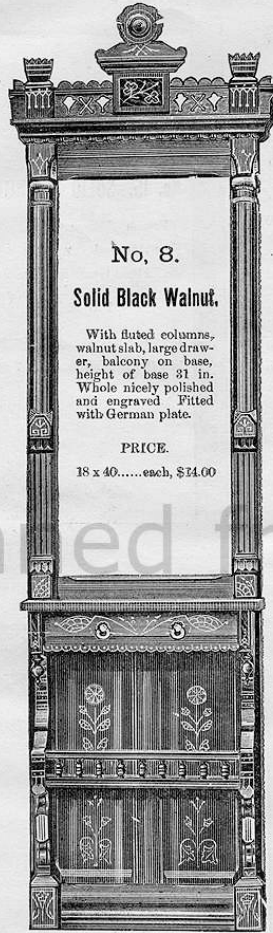 No, 8.
Solid Black Walnut.
With fluted columns,
walnut slab, large draw-
er, balcony on base,
height of base 31 in.
Whole nicely polished
and engraved Fitted
with German plate.
PRICE.
18 x 40......each, $14.00
ned f